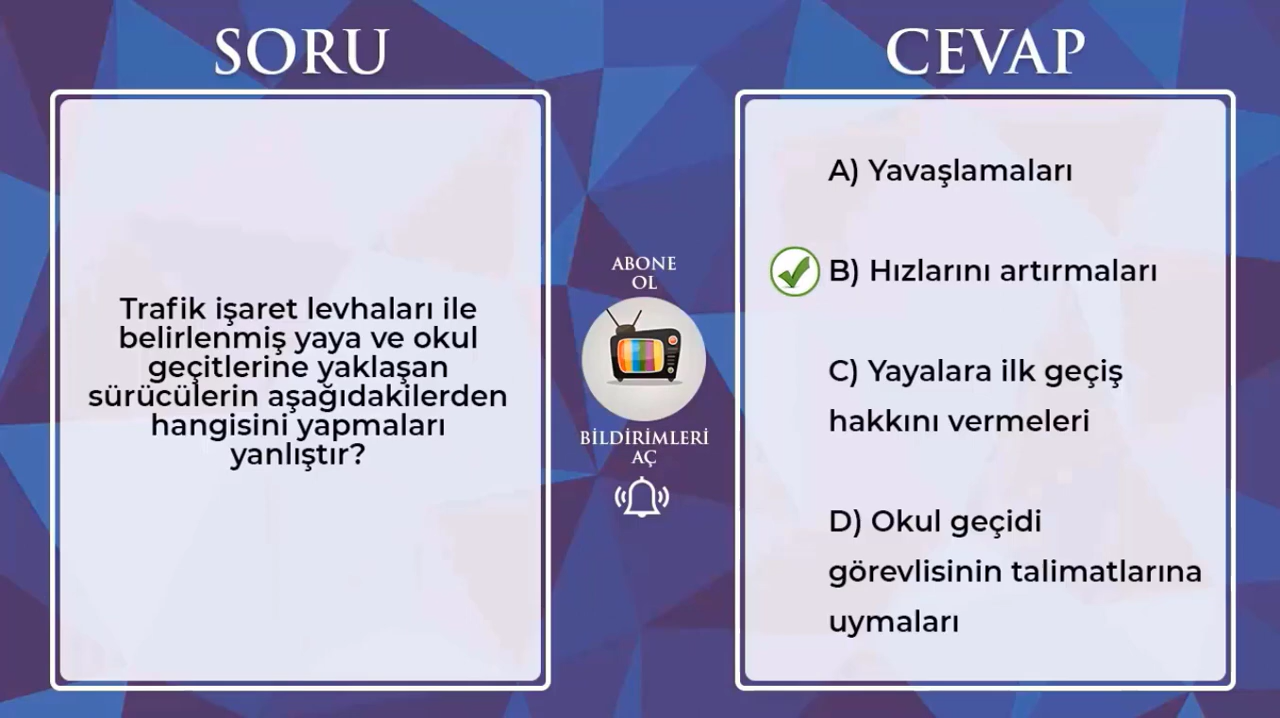 SORU
Trafik işaret levhaları ile
belirlenmiş yaya ve okul
geçitlerine yaklaşan
sürücülerin aşağıdakilerden
hangisini yapmaları
yanlıştır?
ABONE
OL
BİLDİRİMLERİ
AÇ
CEVAP
A) Yavaşlamaları
B) Hızlarını artırmaları
C) Yayalara ilk geçiş
hakkını vermeleri
D) Okul geçidi
görevlisinin talimatlarına
uymaları